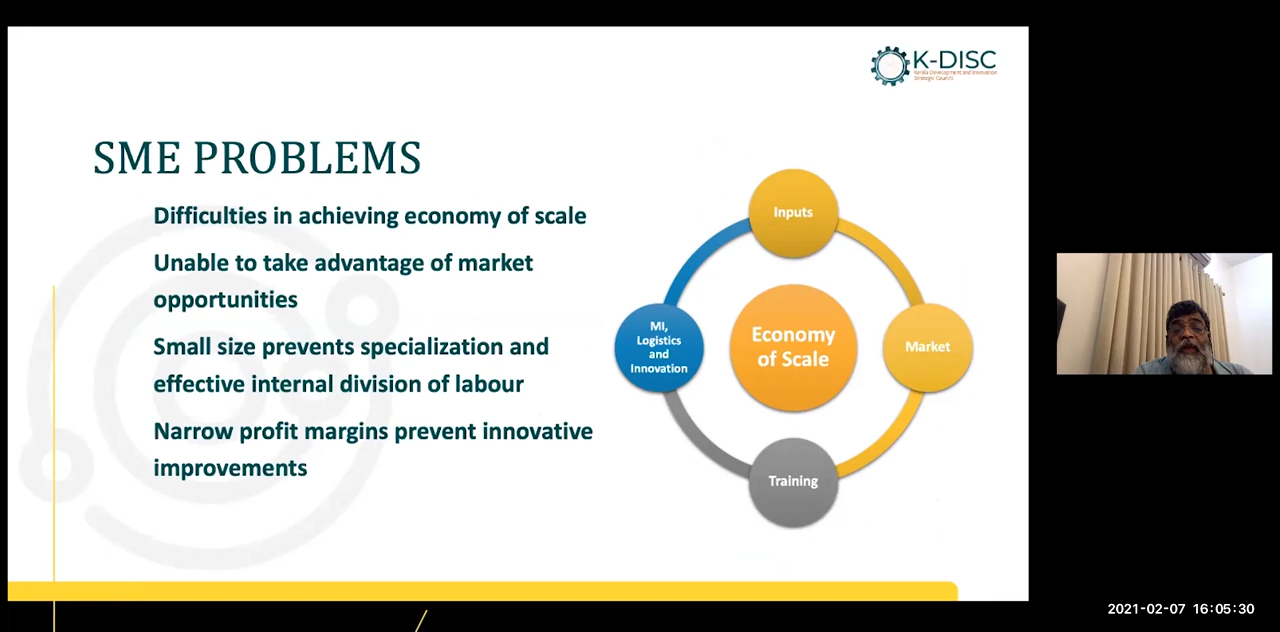 K-DISC
Kerala Development and Innovation
Strategic Council
SME PROBLEMS
Difficulties in achieving economy of scale
Unable to take advantage of market
opportunities
Small size prevents specialization and
effective internal division of labour
Narrow profit margins prevent innovative
improvements
Inputs
MI,
Logistics
and
Innovation
Economy
of Scale
Market
Training
2021-02-07 16:05:30